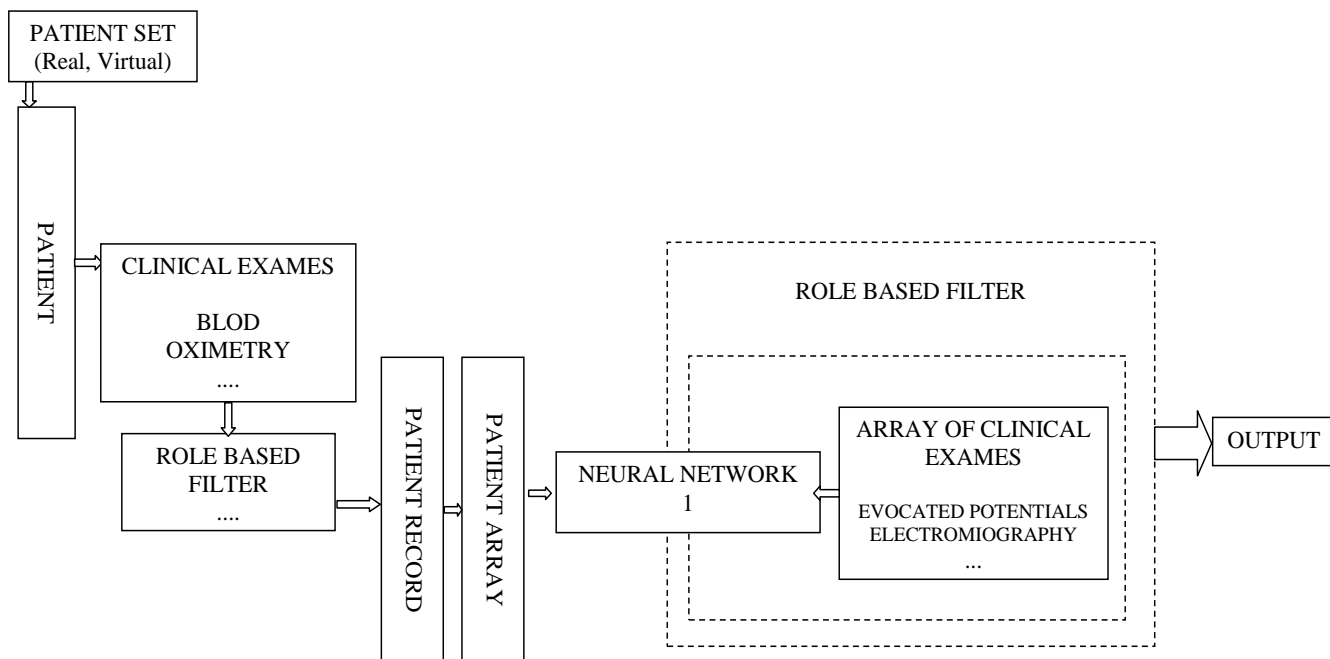 PATIENT SET
(Real, Virtual)
PATIENT
CLINICAL EXAMES
BLOD
OXIMETRY
....
ROLE BASED
FILTER
....
PATIENT RECORD
PATIENT ARRAY
NEURAL NETWORK
1
ROLE BASED FILTER
ARRAY OF CLINICAL
EXAMES
EVOCATED POTENTIALS
ELECTROMIOGRAPHY
...
OUTPUT